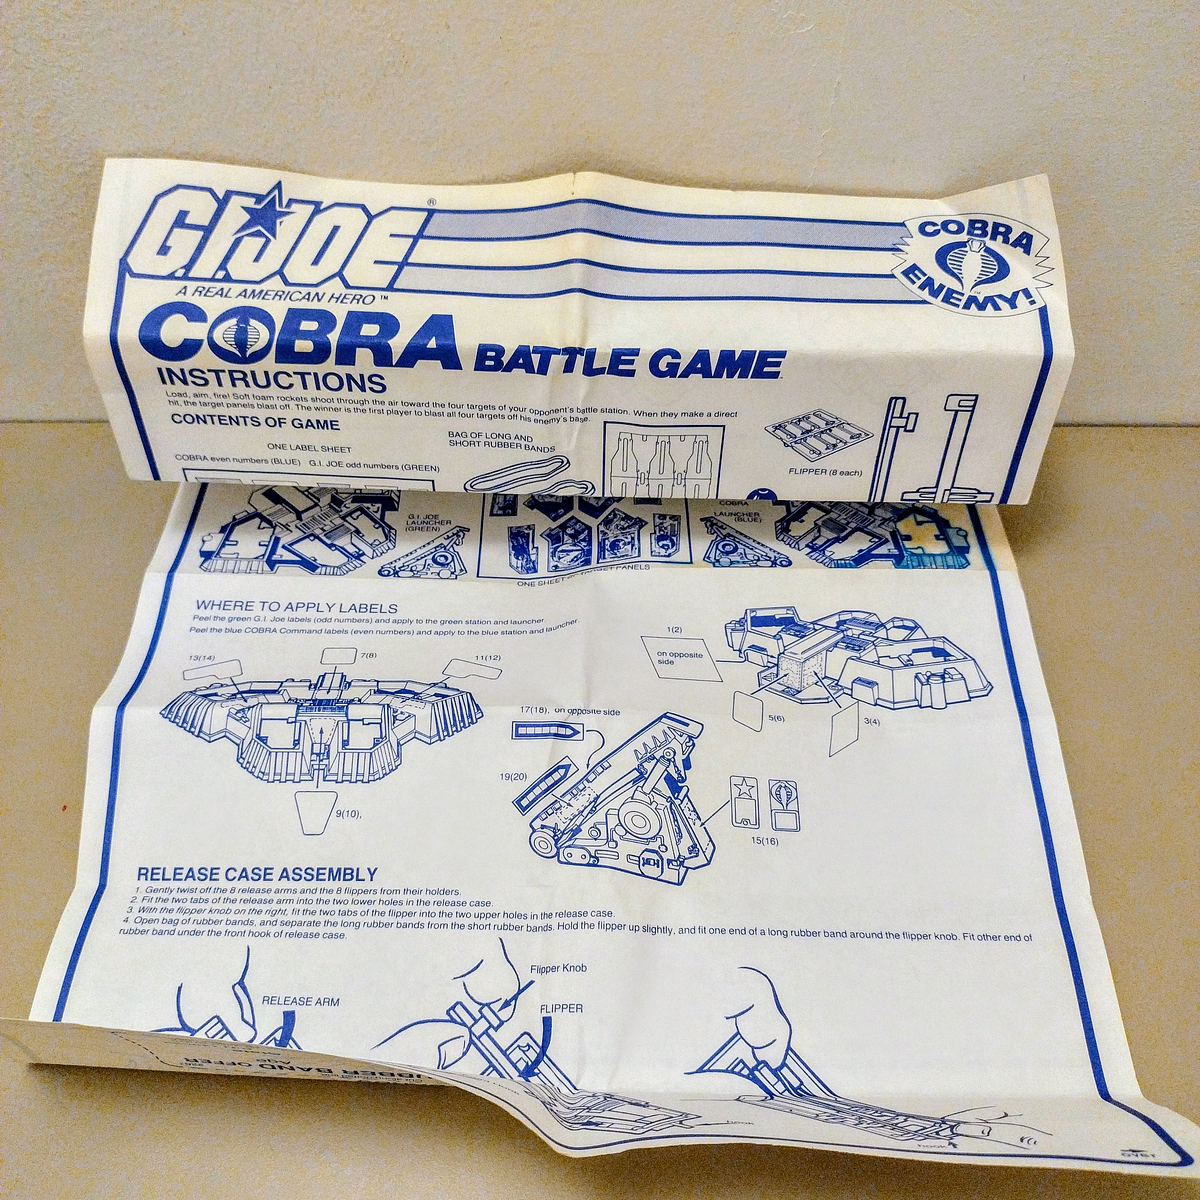 G.I. JOE ®
A REAL AMERICAN HERO ™
COBRA
ENEMY!
COBRA BATTLE GAME
INSTRUCTIONS
Load, aim, fire! Soft foam rockets shoot through the air toward the four targets of your opponent's battle station. When they make a direct
hit, the target panels blast off. The winner is the first player to blast all four targets off his enemy's base.
CONTENTS OF GAME
ONE LABEL SHEET
COBRA even numbers (BLUE) G.I. JOE odd numbers (GREEN)
BAG OF LONG AND
SHORT RUBBER BANDS
FLIPPER (8 each)
G.I. JOE
LAUNCHER
(GREEN)
COBRA
LAUNCHER
(BLUE)
ONE SHEET OF TARGET PANELS
WHERE TO APPLY LABELS
Peel the green G.I. Joe labels (odd numbers) and apply to the green station and launcher.
Peel the blue COBRA Command labels (even numbers) and apply to the blue station and launcher.
13(14)
7(8)
11(12)
1(2)
on opposite
side
5(6)
3(4)
9(10),
17(18), on opposite side
19(20)
15(16)
RELEASE CASE ASSEMBLY
1. Gently twist off the 8 release arms and the 8 flippers from their holders.
2. Fit the two tabs of the release arm into the two lower holes in the release case.
3. With the flipper knob on the right, fit the two tabs of the flipper into the two upper holes in the release case.
4. Open bag of rubber bands, and separate the long rubber bands from the short rubber bands. Hold the flipper up slightly, and fit one end of a long rubber band around the flipper knob. Fit other end of
rubber band under the front hook of release case.
RELEASE ARM
Flipper Knob
FLIPPER
hook
hook
OVER
BAND OFFER